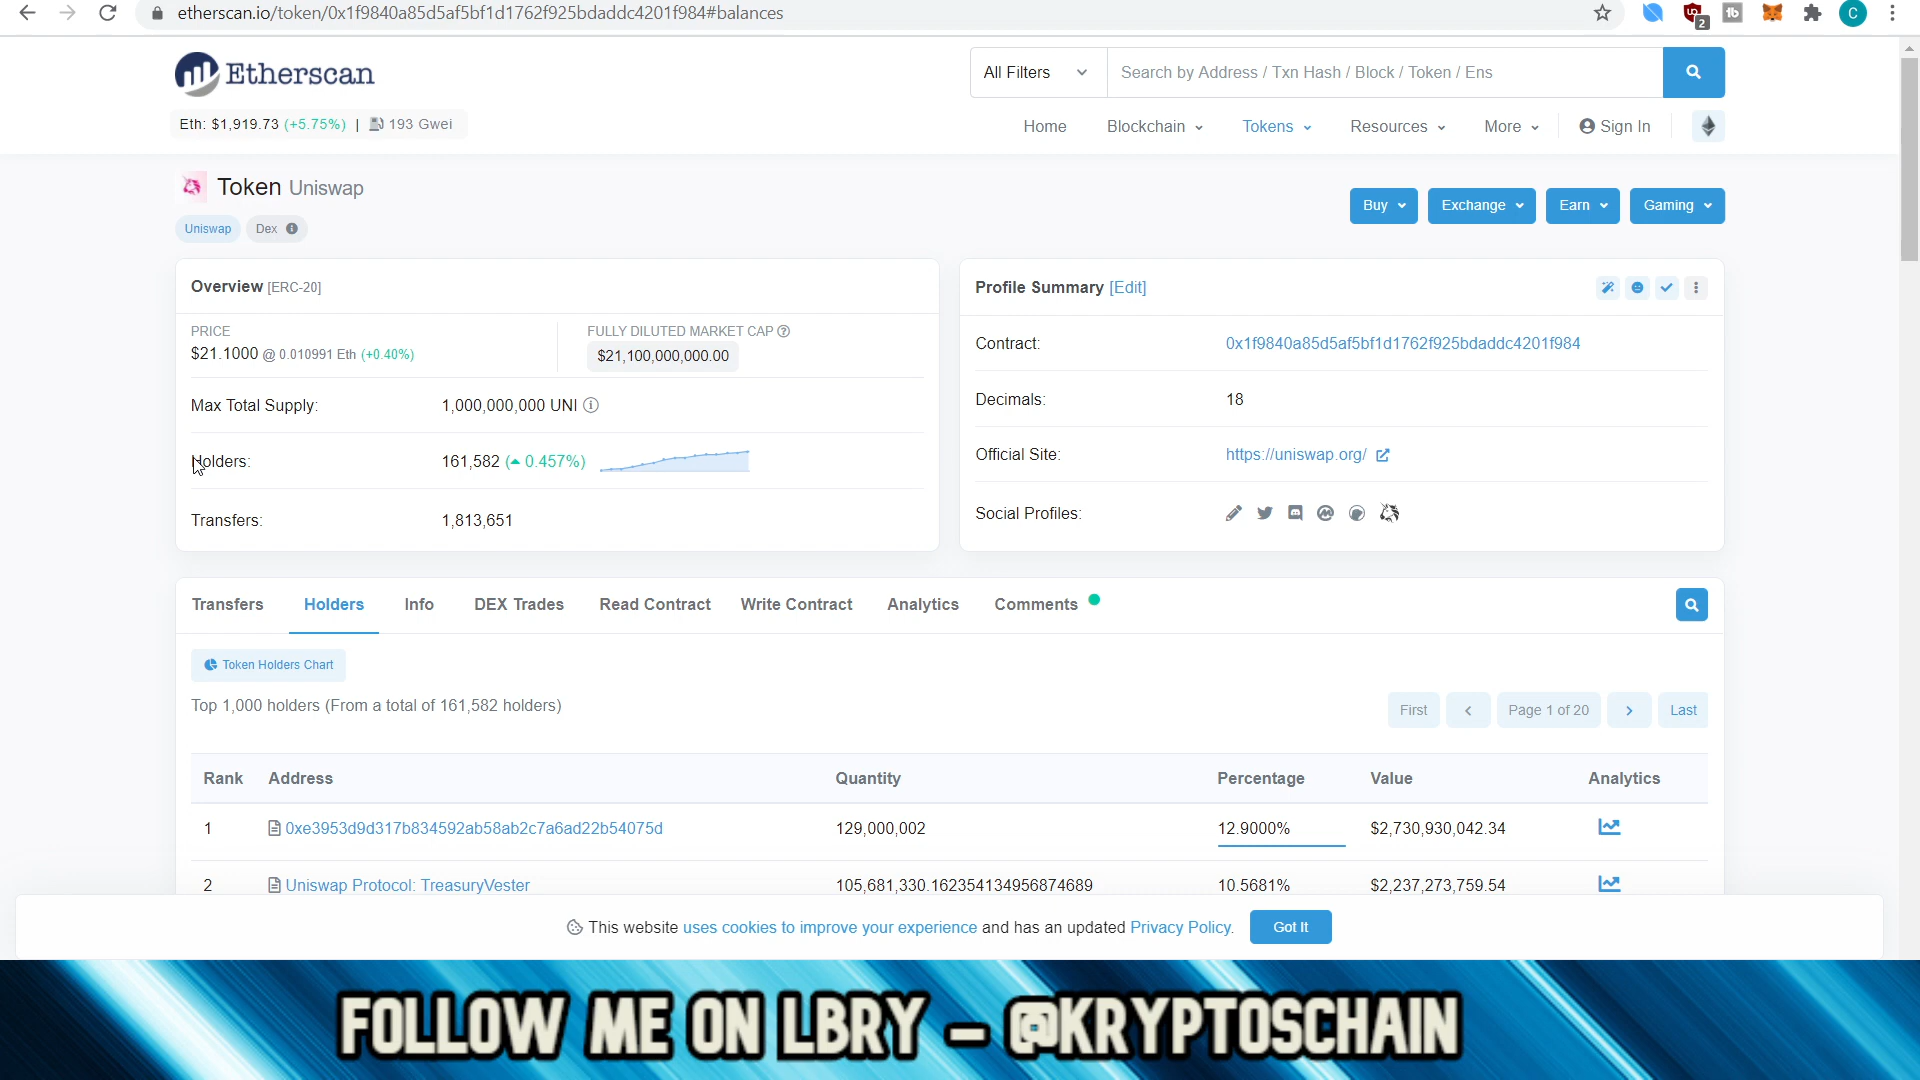 etherscan.io/token/0x1f9840a85d5af5bf1d1762f925bdaddc4201f984#balances
2
C
Etherscan
All Filters
Search by Address / Txn Hash / Block / Token / Ens
Eth: $1,919.73 (+5.75%) | 193 Gwei
Home Blockchain Tokens Resources More Sign In
Token Uniswap
Uniswap Dex
Buy Exchange Earn Gaming
Overview [ERC-20]
PRICE
$21.1000 @ 0.010991 Eth (+0.40%)
FULLY DILUTED MARKET CAP
$21,100,000,000.00
Max Total Supply: 1,000,000,000 UNI
Holders: 161,582 (0.457%)
Transfers: 1,813,651
Profile Summary [Edit]
Contract: 0x1f9840a85d5af5bf1d1762f925bdaddc4201f984
Decimals: 18
Official Site: https://uniswap.org/
Social Profiles:
Transfers Holders Info DEX Trades Read Contract Write Contract Analytics Comments
Token Holders Chart
Top 1,000 holders (From a total of 161,582 holders)
First Page 1 of 20 Last
Rank Address Quantity Percentage Value Analytics
1 0xe3953d9d317b834592ab58ab2c7a6ad22b54075d 129,000,002 12.9000% $2,730,930,042.34
2 Uniswap Protocol: TreasuryVester 105,681,330.162354134956874689 10.5681% $2,237,273,759.54
This website uses cookies to improve your experience and has an updated Privacy Policy. Got It
FOLLOW ME ON LBRY – @KRYPTOSCHAIN